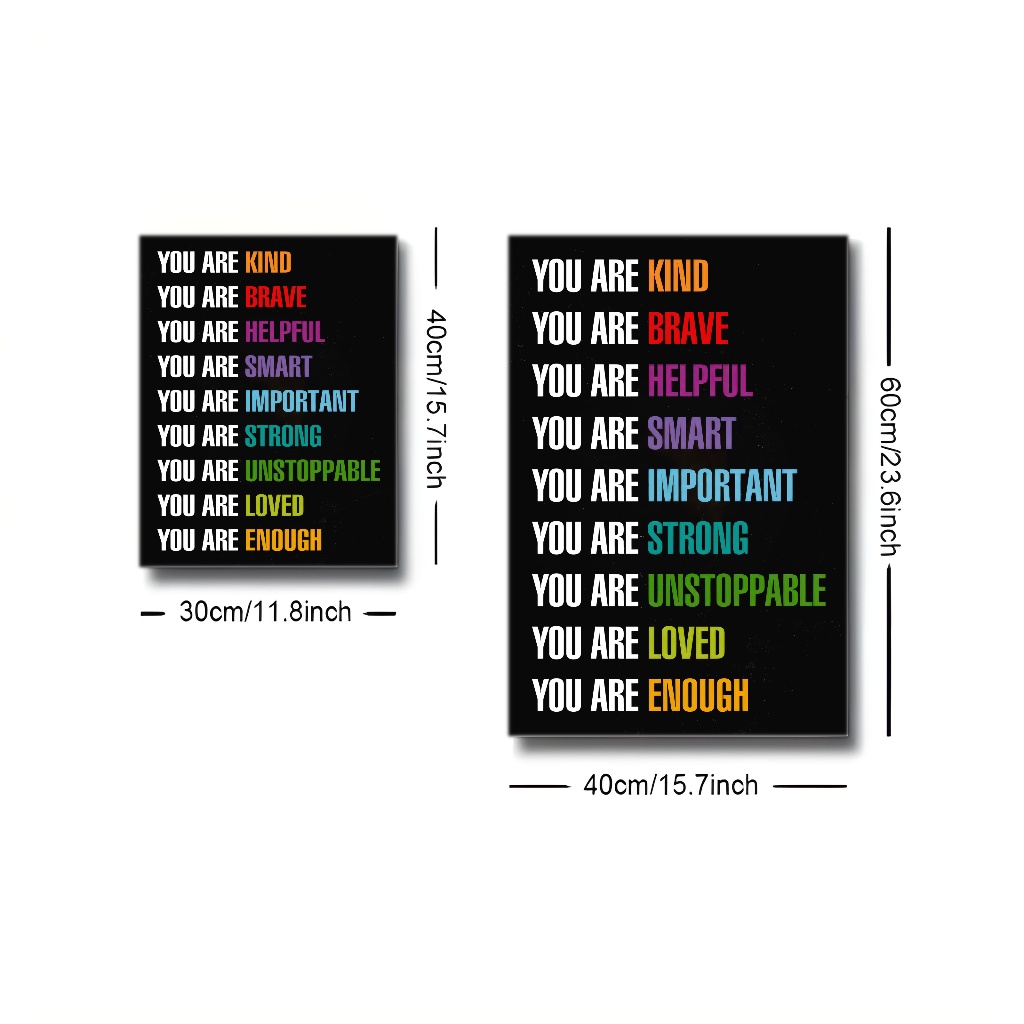 YOU ARE KIND
YOU ARE BRAVE
YOU ARE HELPFUL
YOU ARE SMART
YOU ARE IMPORTANT
YOU ARE STRONG
YOU ARE UNSTOPPABLE
YOU ARE LOVED
YOU ARE ENOUGH
40cm/15.7inch
30cm/11.8inch
YOU ARE KIND
YOU ARE BRAVE
YOU ARE HELPFUL
YOU ARE SMART
YOU ARE IMPORTANT
YOU ARE STRONG
YOU ARE UNSTOPPABLE
YOU ARE LOVED
YOU ARE ENOUGH
60cm/23.6inch
40cm/15.7inch